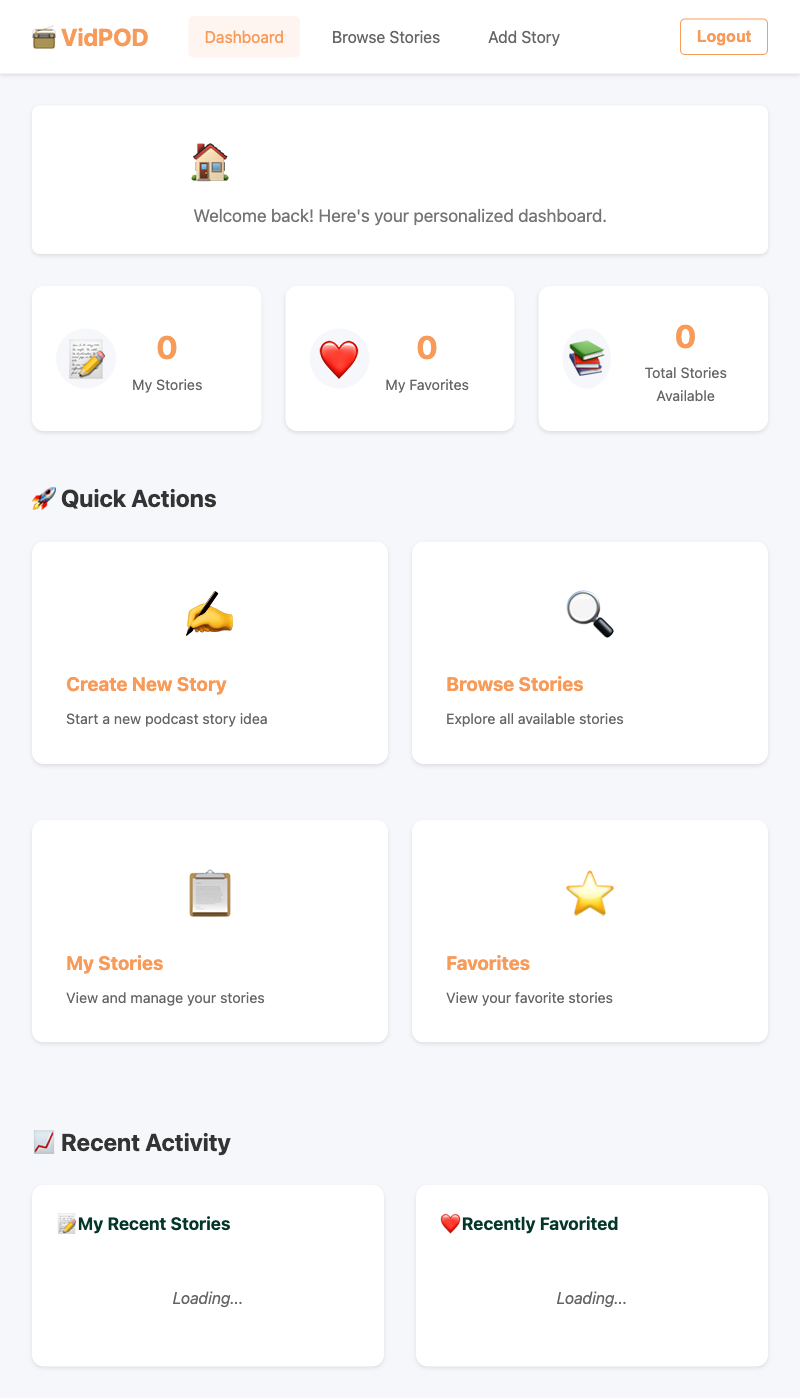 VidPOD
Dashboard
Browse Stories
Add Story
Logout
Welcome back! Here's your personalized dashboard.
0
My Stories
0
My Favorites
0
Total Stories
Available
Quick Actions
Create New Story
Start a new podcast story idea
Browse Stories
Explore all available stories
My Stories
View and manage your stories
Favorites
View your favorite stories
Recent Activity
My Recent Stories
Loading...
Recently Favorited
Loading...